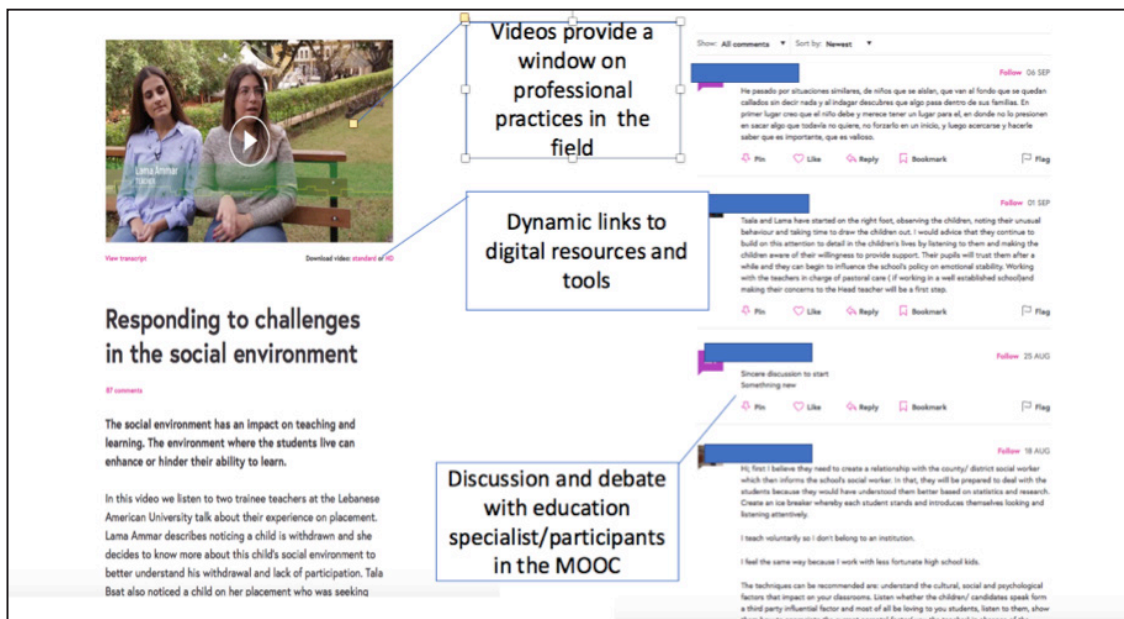 Lama Ammar
View transcript
Download video: standard or HD
Responding to challenges
in the social environment
87 comments
The social environment has an impact on teaching and
learning. The environment where the students live can
enhance or hinder their ability to learn.
In this video we listen to two trainee teachers at the Lebanese
American University talk about their experience on placement.
Lama Ammar describes noticing a child is withdrawn and she
decides to know more about this child's social environment to
better understand his withdrawal and lack of participation. Tala
Bsat also noticed a child on her placement who was seeking
Videos provide a
window on
professional
practices in the
field
Dynamic links to
digital resources and
tools
Discussion and debate
with education
specialist/participants
in the MOOC
Show: All comments Sort by: Newest
Follow 06 SEP
He pasado por situaciones similares, de niños que se aislan, que van al fondo que se quedan
callados sin decir nada y al indagar descubres que algo pasa dentro de sus familias. En
primer lugar creo que el niño debe y merece tener un lugar para el, en donde no lo presionen
en sacar algo que todavía no quiere, no forzarlo en un inicio, y luego acercarse y hacerle
saber que es importante, que es valioso.
Pin Like Reply Bookmark Flag
Follow 01 SEP
Tsala and Lama have started on the right foot, observing the children, noting their unusual
behaviour and taking time to draw the children out. I would advice that they continue to
build on this attention to detail in the children's lives by listening to them and making the
children aware of their willingness to provide support. Their pupils will trust them after a
while and they can begin to influence the school's policy on emotional stability. Working
with the teachers in charge of pastoral care ( if working in a well established school)and
making their concerns to the Head teacher will be a first step.
Pin Like Reply Bookmark Flag
Follow 25 AUG
Sincere discussion to start
Somethning new
Pin Like Reply Bookmark Flag
Follow 18 AUG
Hi; first I believe they need to create a relationship with the county/ district social worker
which then informs the school's social worker. In that, they will be prepared to deal with the
students because they would have understood them better based on statistics and research.
Create an ice breaker whereby each student stands and introduces themselves looking and
listening attentively.
I teach voluntarily so I don't belong to an institution.
I feel the same way because I work with less fortunate high school kids.
The techniques can be recommended are: understand the cultural, social and psychological
factors that impact on your classrooms. Listen whether the children/ candidates speak form
a third party influential factor and most of all be loving to you students, listen to them, show